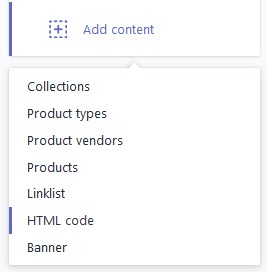 Add content
Collections
Product types
Product vendors
Products
Linklist
HTML code
Banner